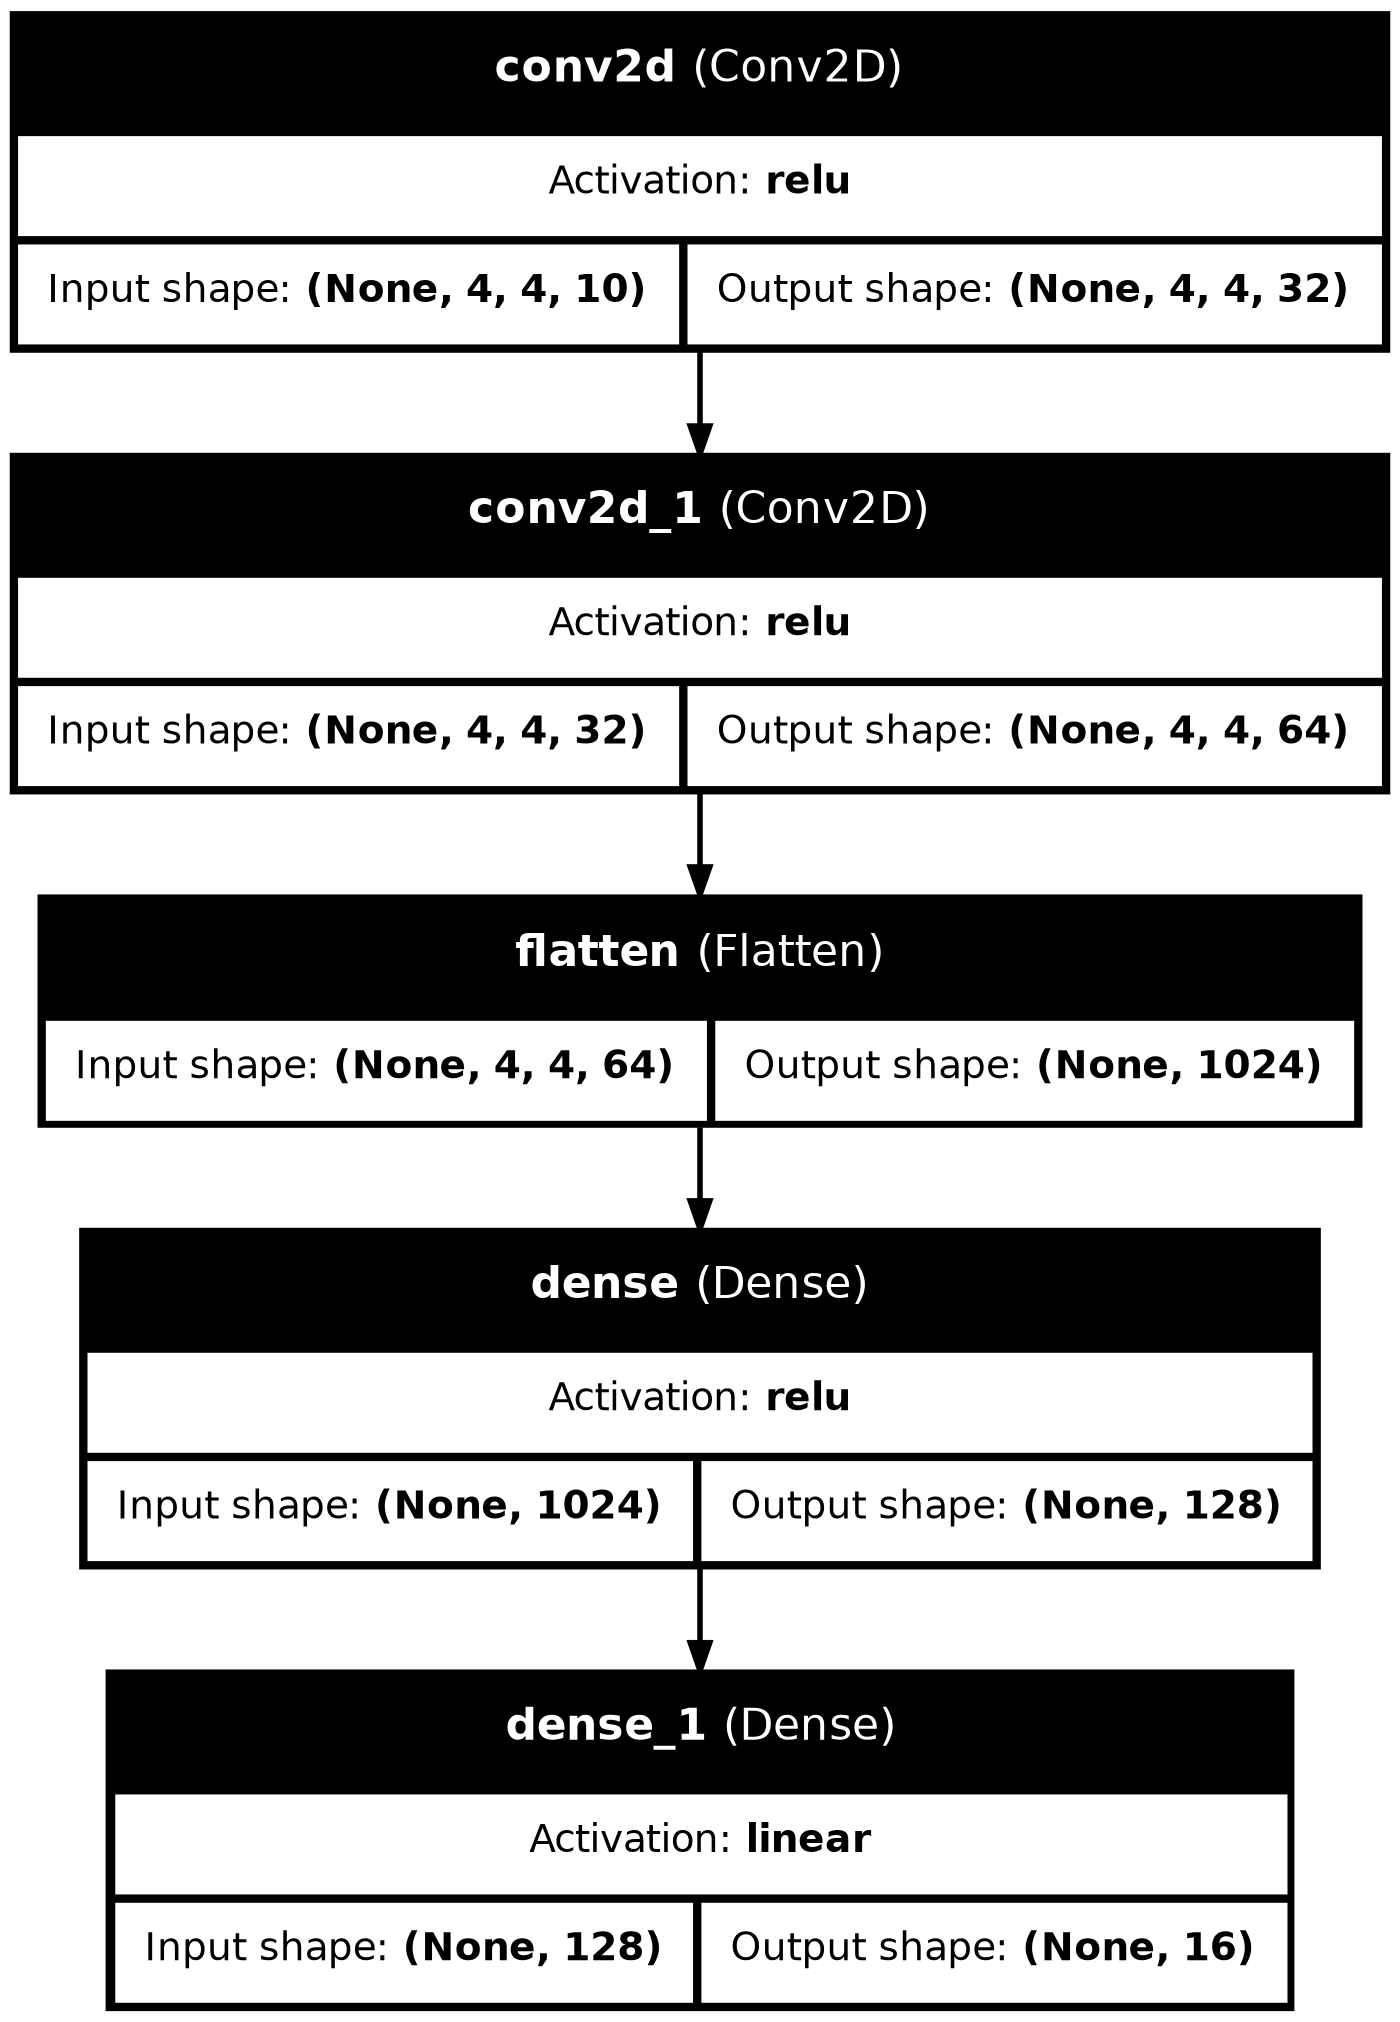 conv2d (Conv2D)
Activation: relu
Input shape: (None, 4, 4, 10) Output shape: (None, 4, 4, 32)
conv2d_1 (Conv2D)
Activation: relu
Input shape: (None, 4, 4, 32) Output shape: (None, 4, 4, 64)
flatten (Flatten)
Input shape: (None, 4, 4, 64) Output shape: (None, 1024)
dense (Dense)
Activation: relu
Input shape: (None, 1024) Output shape: (None, 128)
dense_1 (Dense)
Activation: linear
Input shape: (None, 128) Output shape: (None, 16)